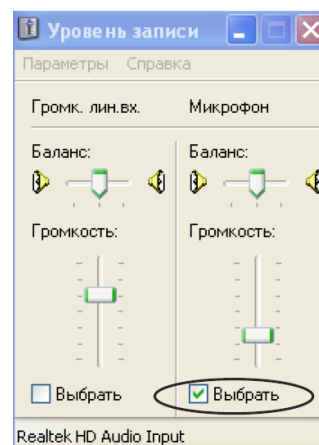 Уровень записи
Параметры Справка
Громк. лин.вх. Микрофон
Баланс: Баланс:
Громкость: Громкость:
Выбрать Выбрать
Realtek HD Audio Input